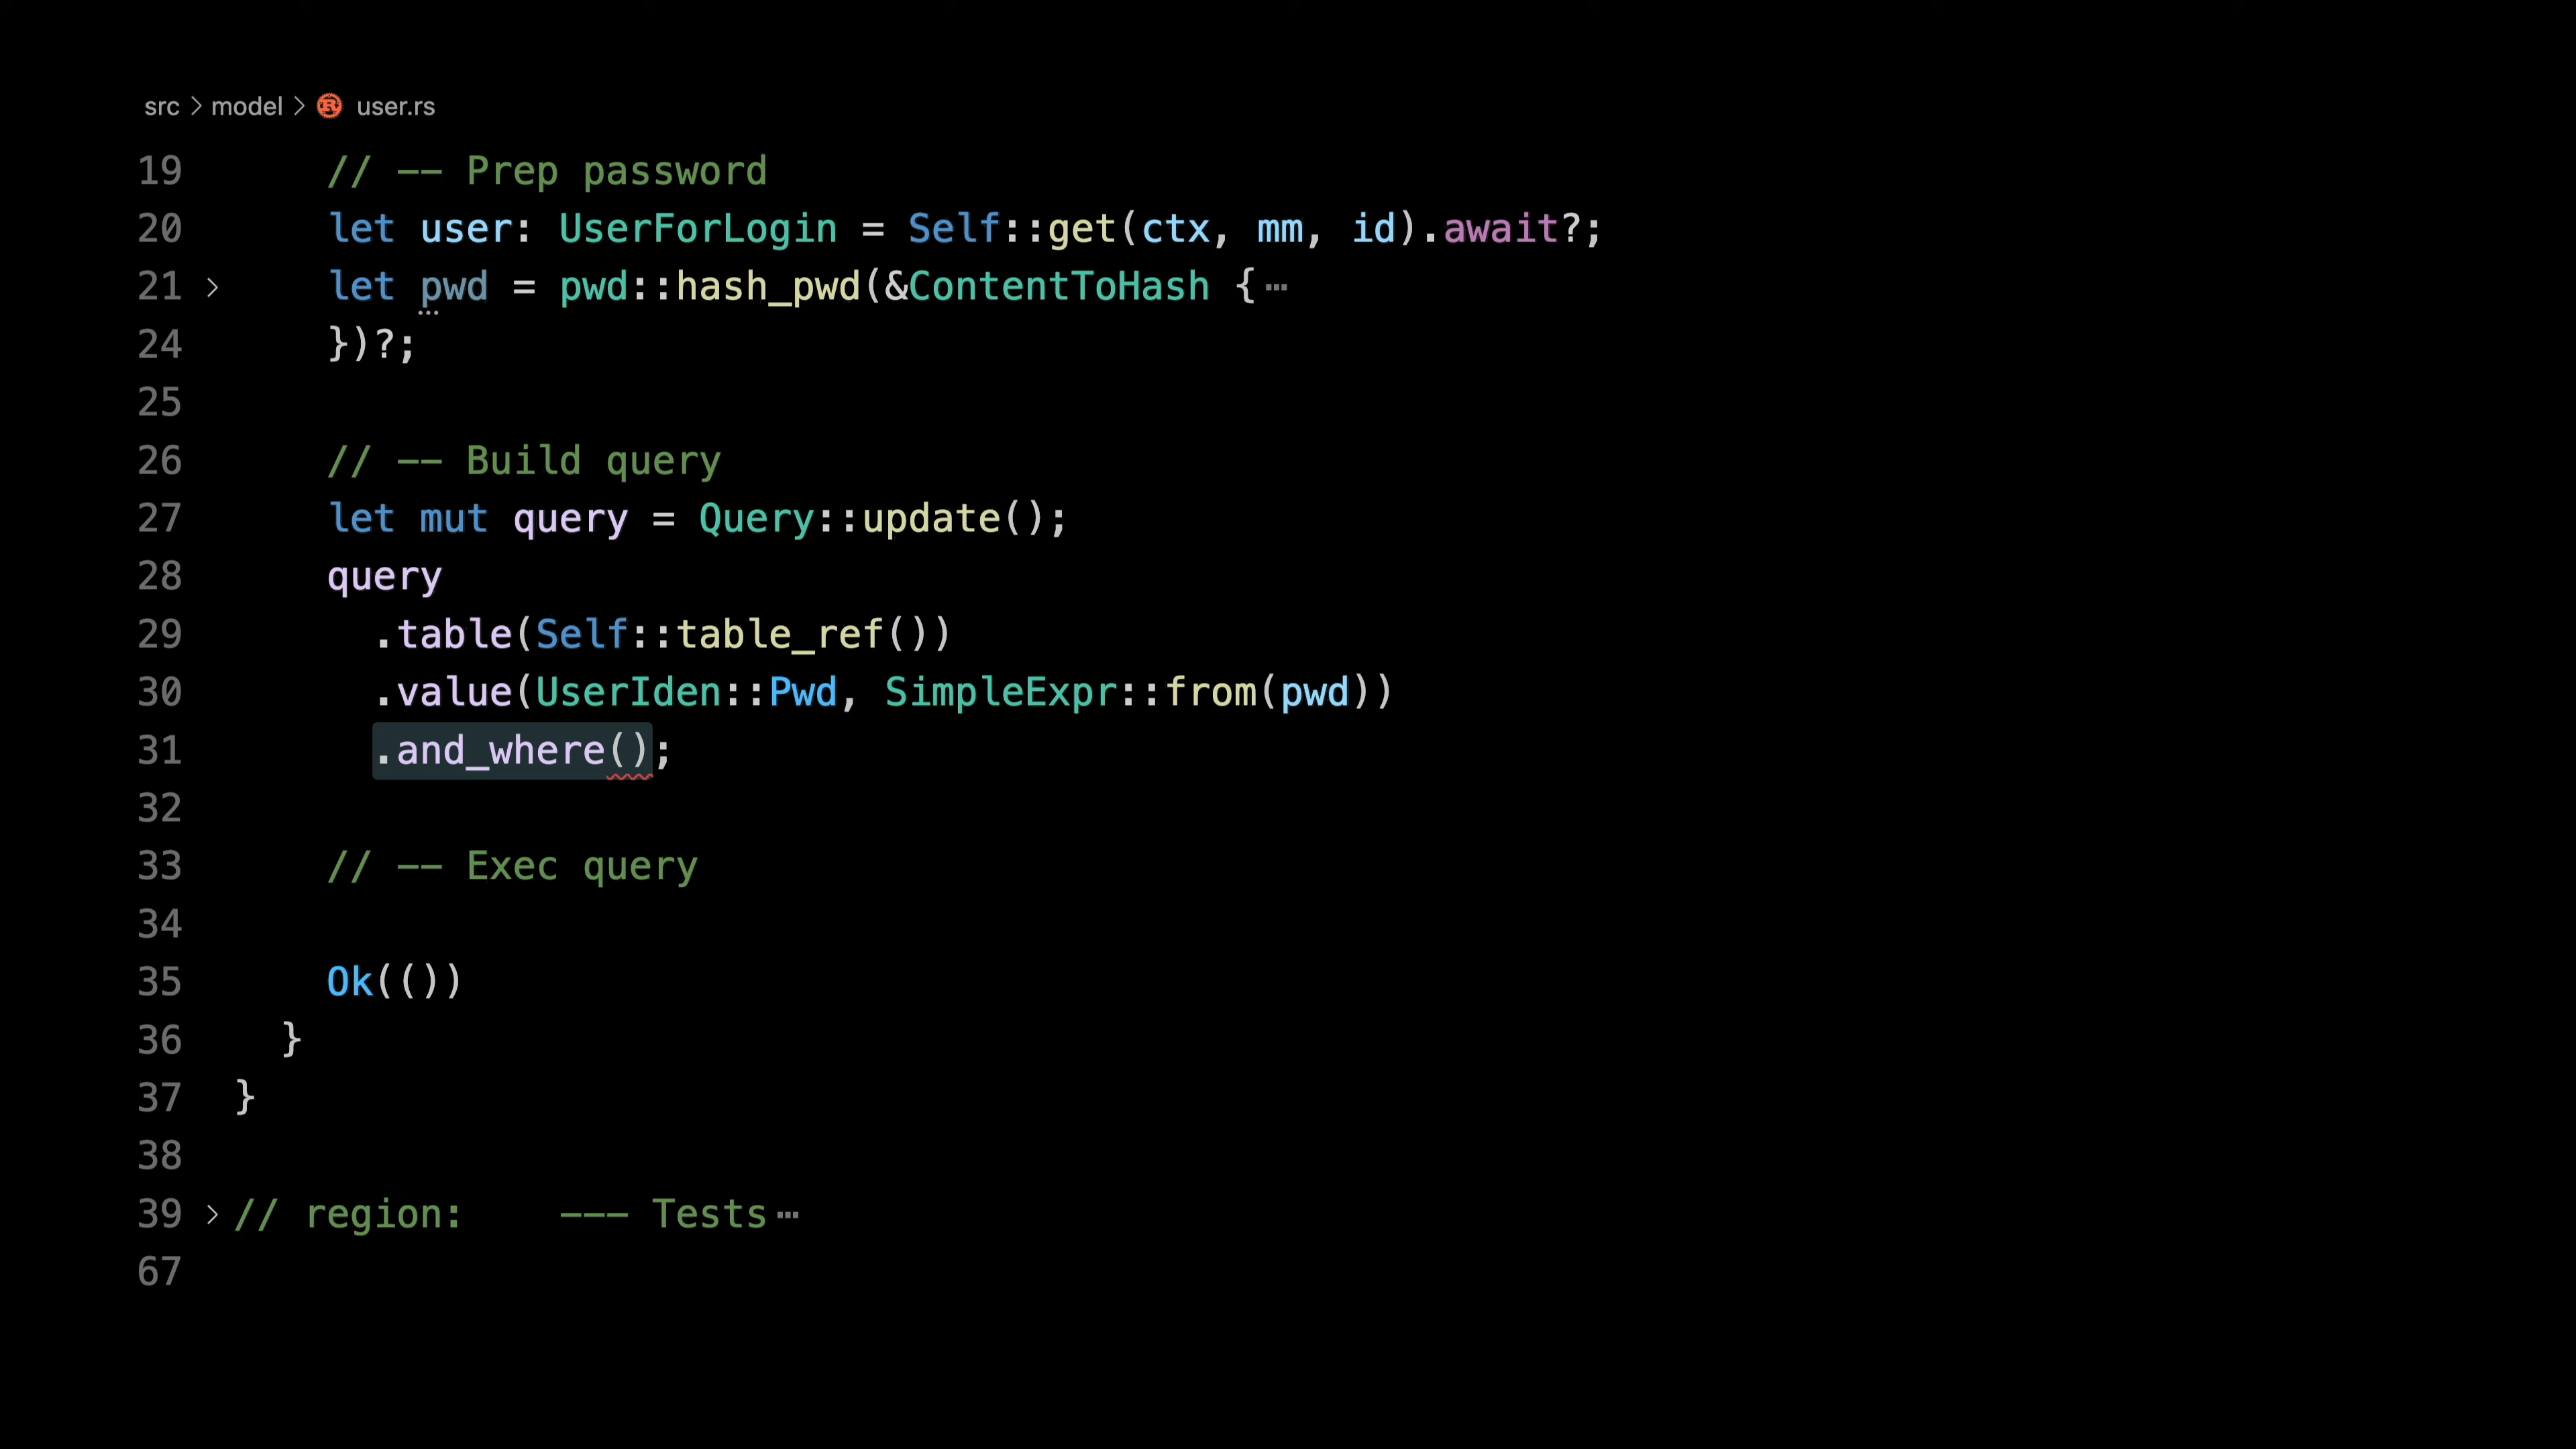 src > model > user.rs
19 // -- Prep password
20 let user: UserForLogin = Self::get(ctx, mm, id).await?;
21 > let pwd = pwd::hash_pwd(&ContentToHash {⋯
24 })?;
25
26 // -- Build query
27 let mut query = Query::update();
28 query
29 .table(Self::table_ref())
30 .value(UserIden::Pwd, SimpleExpr::from(pwd))
31 .and_where();
32
33 // -- Exec query
34
35 Ok(())
36 }
37 }
38
39 > // region:    --- Tests⋯
67